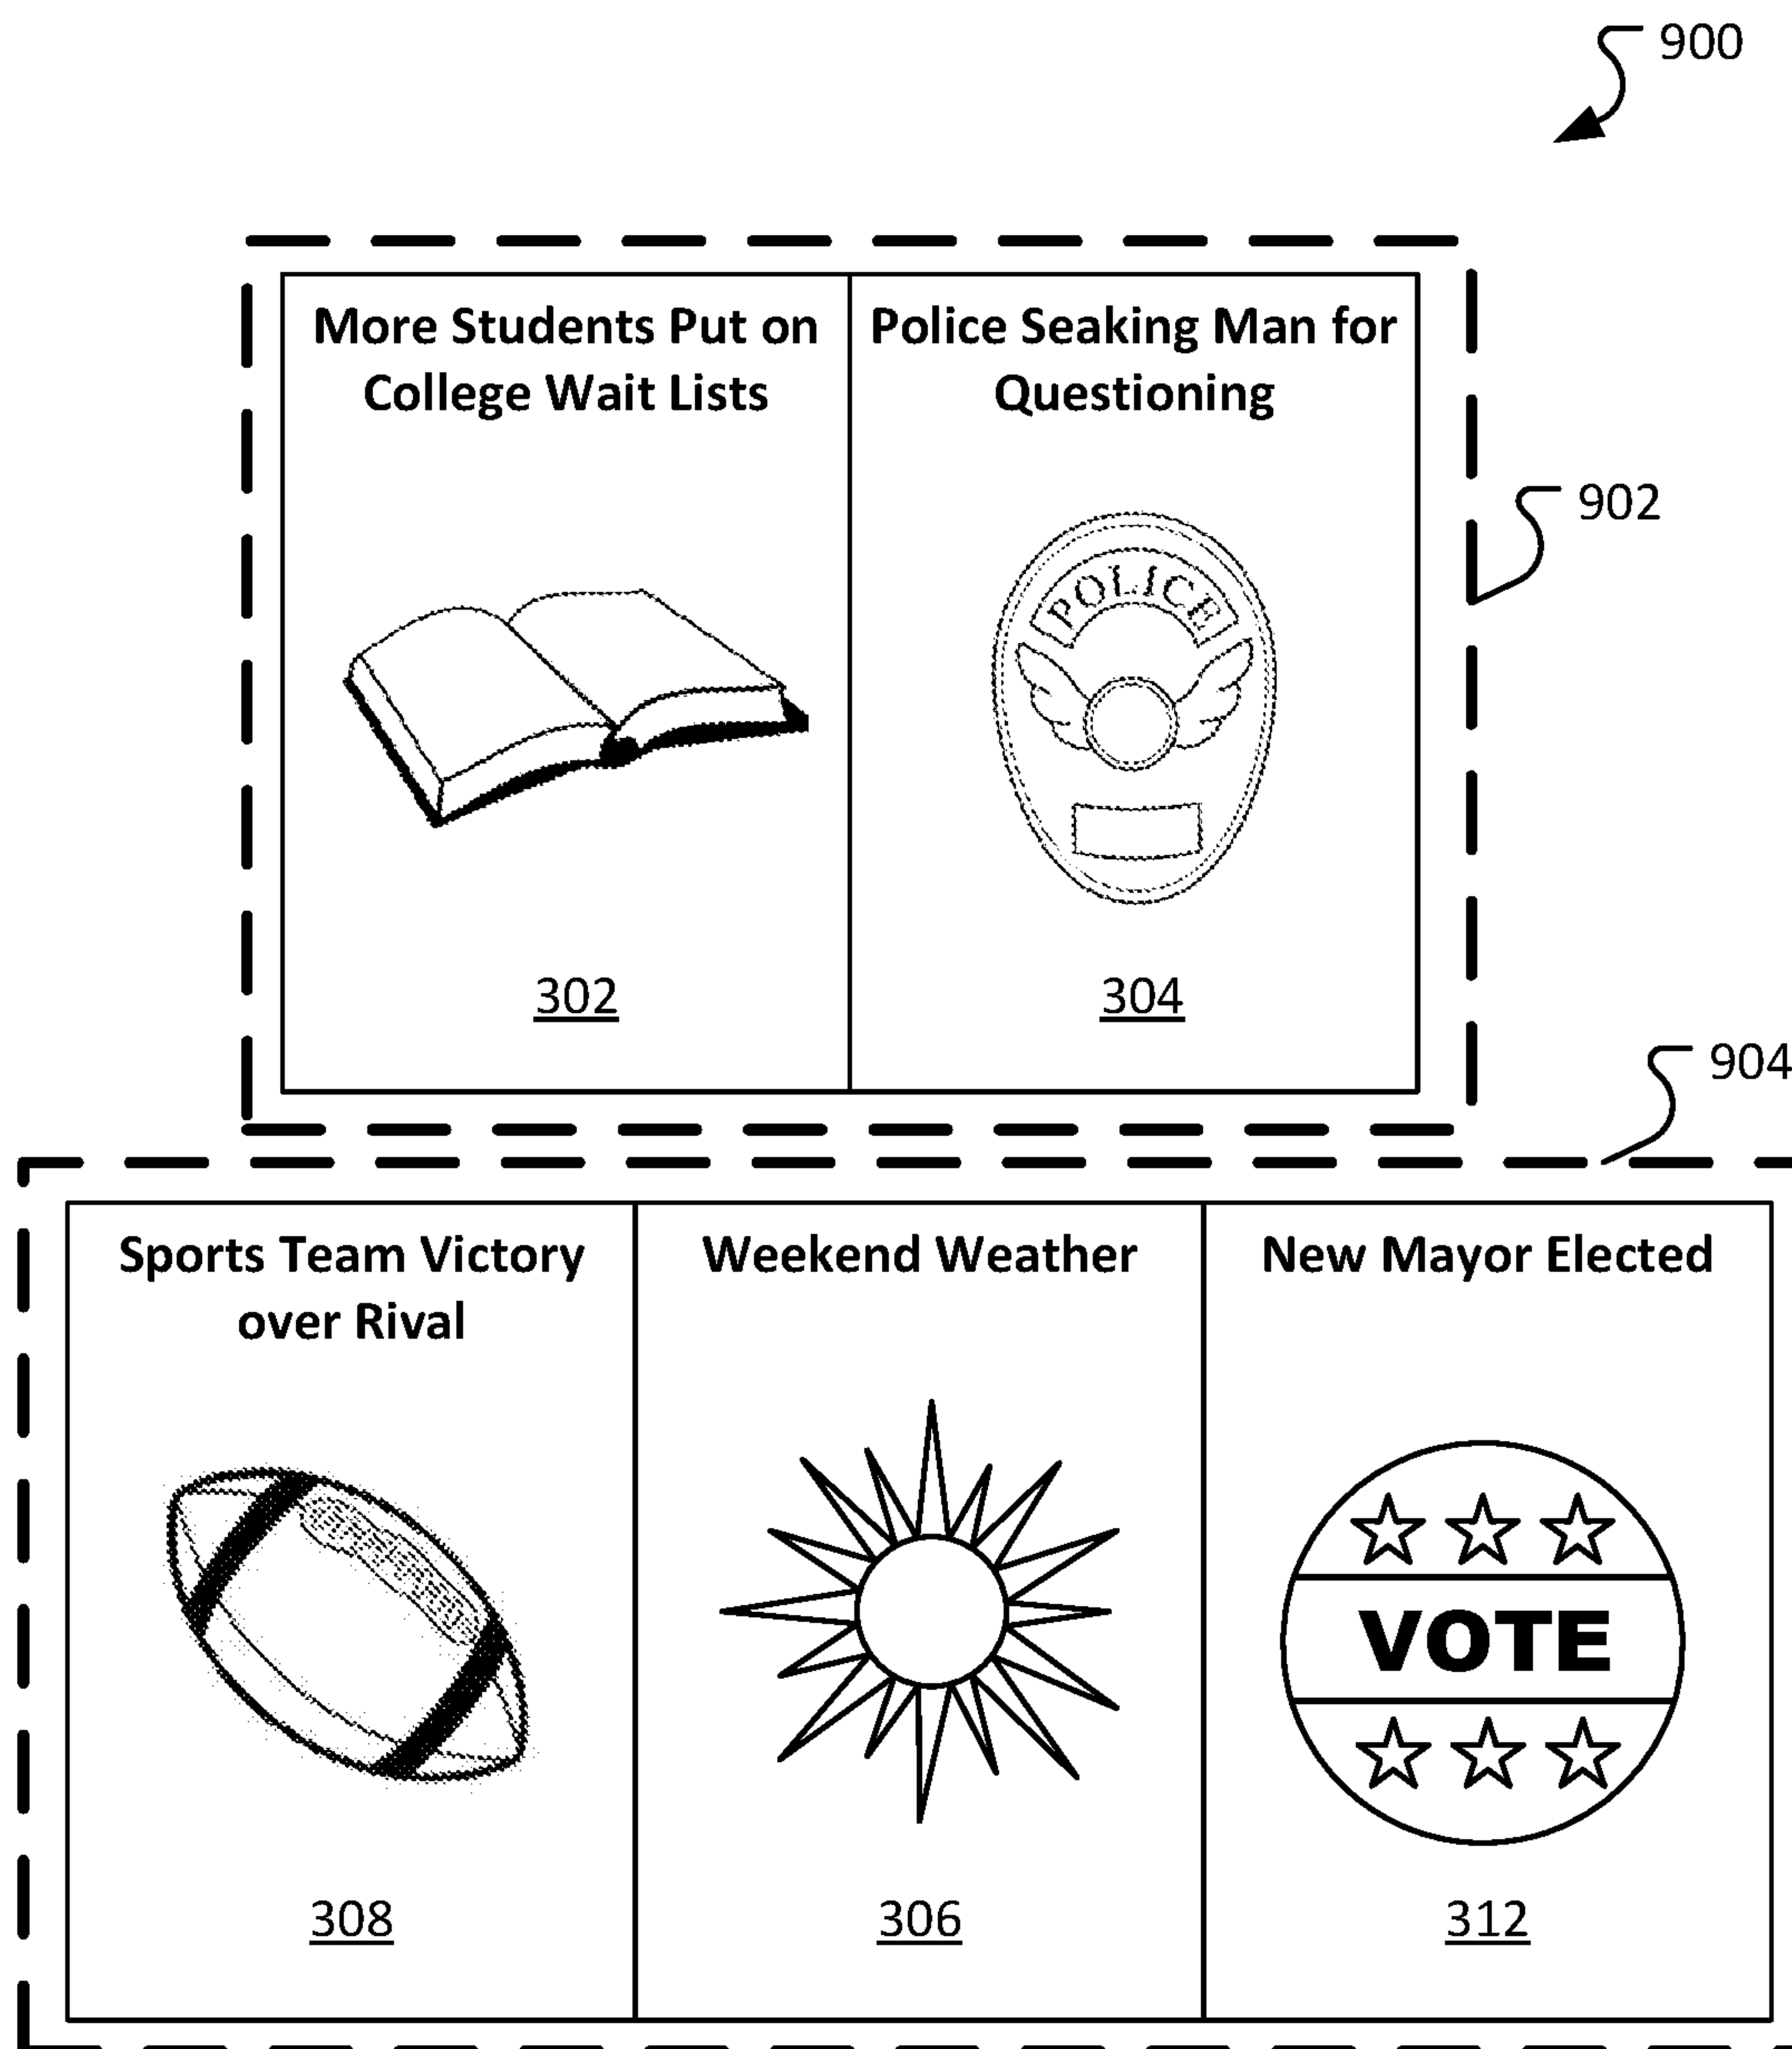 900
More Students Put on
College Wait Lists
Police Seaking Man for
Questioning
902
POLICE
302
304
904
Sports Team Victory
over Rival
Weekend Weather
New Mayor Elected
VOTE
308
306
312